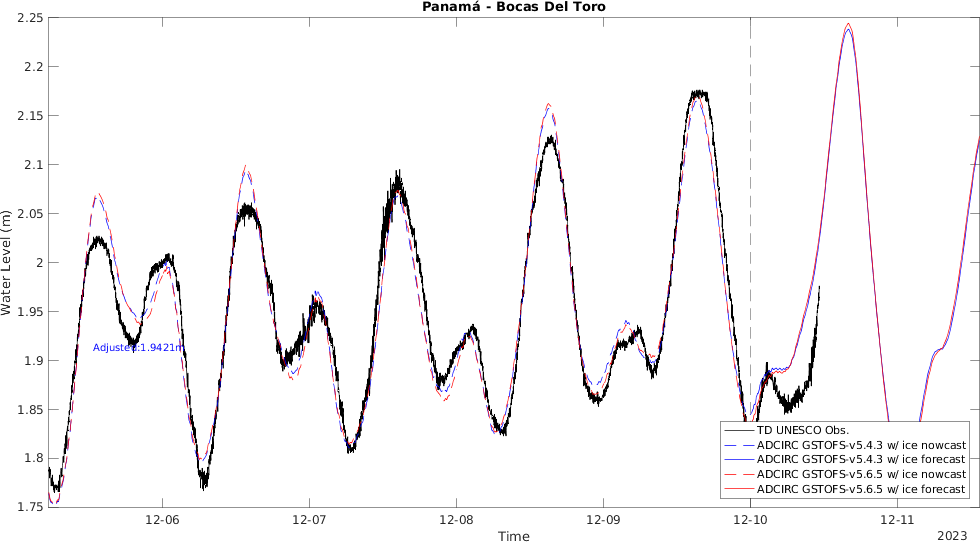 Panamá - Bocas Del Toro
2.25
2.2
2.15
2.1
2.05
2
1.95
1.9
1.85
1.8
1.75
Water Level (m)
Adjusted:1.9421m
TD UNESCO Obs.
ADCIRC GSTOFS-v5.4.3 w/ ice nowcast
ADCIRC GSTOFS-v5.4.3 w/ ice forecast
ADCIRC GSTOFS-v5.6.5 w/ ice nowcast
ADCIRC GSTOFS-v5.6.5 w/ ice forecast
12-06 12-07 12-08 12-09 12-10 12-11
Time
2023